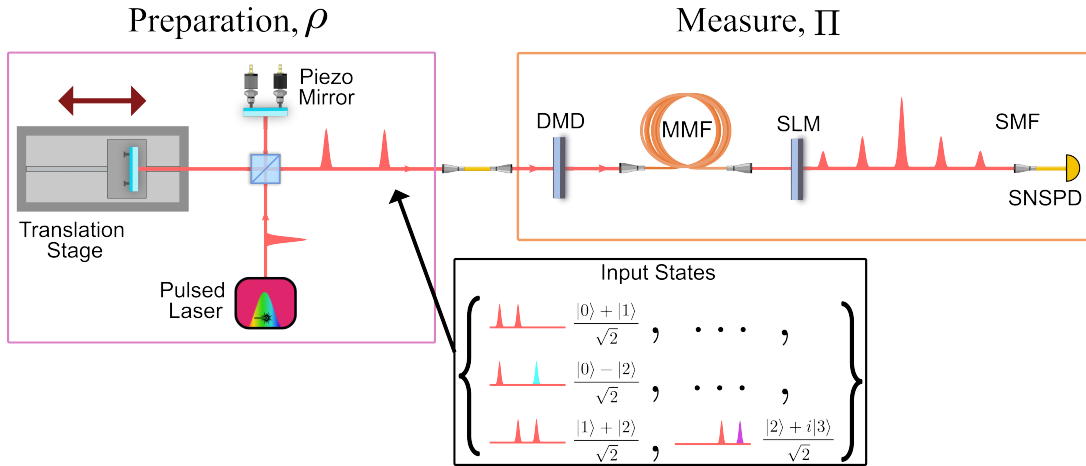 Preparation, ρ
Measure, Π
Piezo
Mirror
DMD
MMF
SLM
SMF
SNSPD
Translation
Stage
Pulsed
Laser
Input States
|0⟩ + |1⟩ / √2 , · · · ,
|0⟩ − |2⟩ / √2 , · · · ,
|1⟩ + |2⟩ / √2 , |2⟩ + i|3⟩ / √2